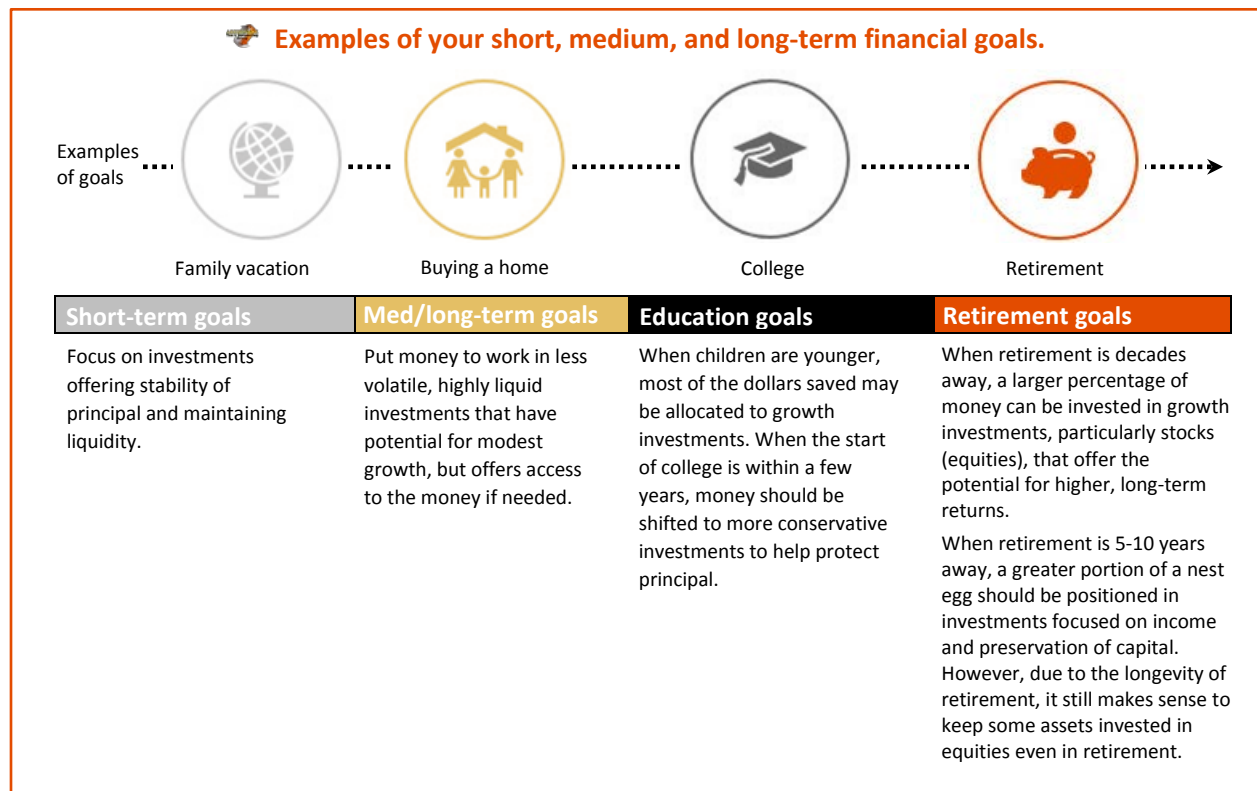 Examples of your short, medium, and long-term financial goals.
Examples
of goals
Family vacation
Buying a home
College
Retirement
Short-term goals
Focus on investments
offering stability of
principal and maintaining
liquidity.
Med/long-term goals
Put money to work in less
volatile, highly liquid
investments that have
potential for modest
growth, but offers access
to the money if needed.
Education goals
When children are younger,
most of the dollars saved may
be allocated to growth
investments. When the start
of college is within a few
years, money should be
shifted to more conservative
investments to help protect
principal.
Retirement goals
When retirement is decades
away, a larger percentage of
money can be invested in growth
investments, particularly stocks
(equities), that offer the
potential for higher, long-term
returns.
When retirement is 5-10 years
away, a greater portion of a nest
egg should be positioned in
investments focused on income
and preservation of capital.
However, due to the longevity of
retirement, it still makes sense to
keep some assets invested in
equities even in retirement.